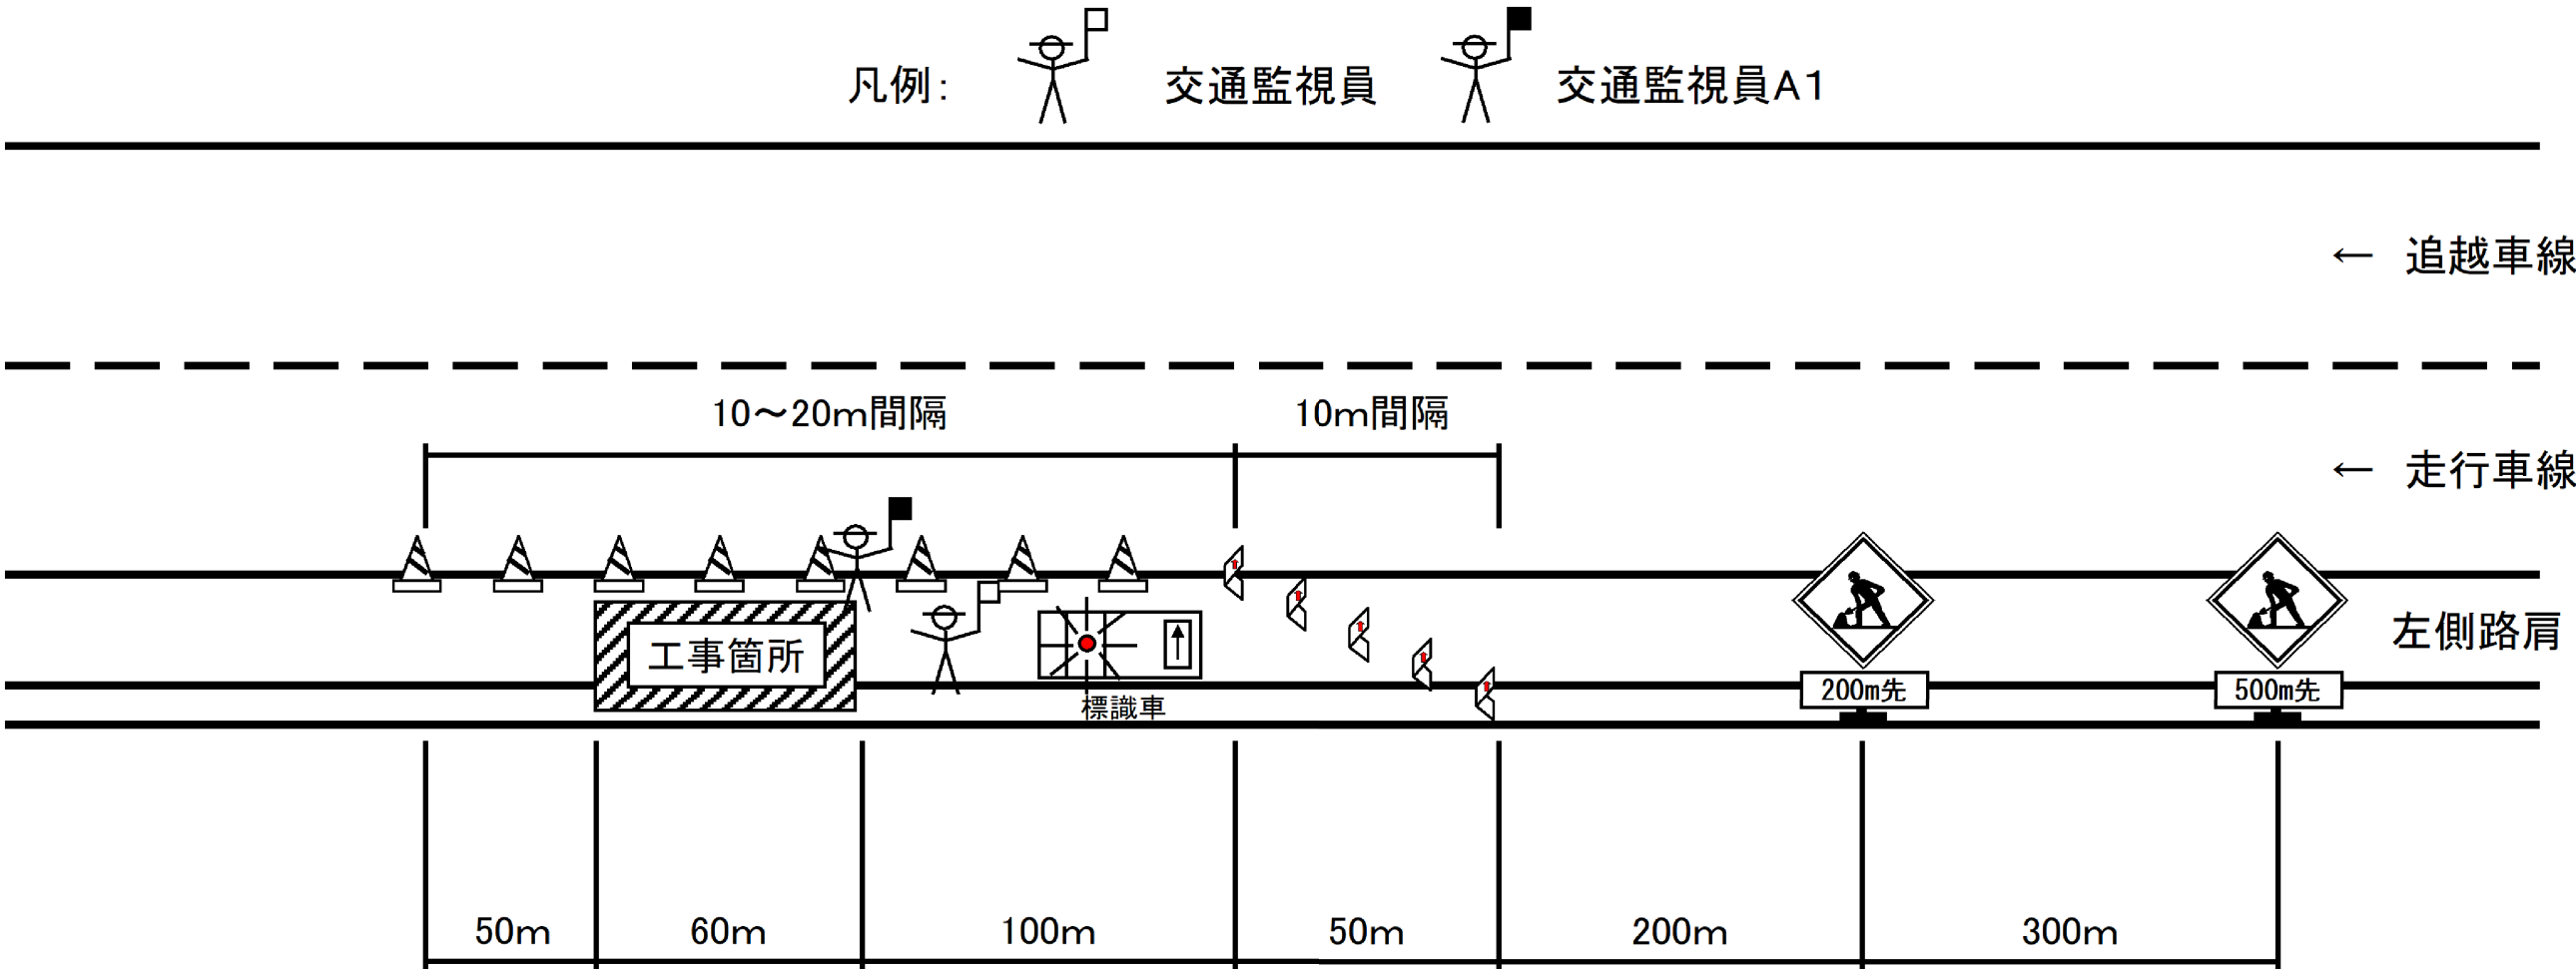 凡例: 交通監視員 交通監視員A1
← 追越車線
10～20m間隔 10m間隔
← 走行車線
左側路肩
工事箇所
200m先 500m先
標識車
50m 60m 100m 50m 200m 300m